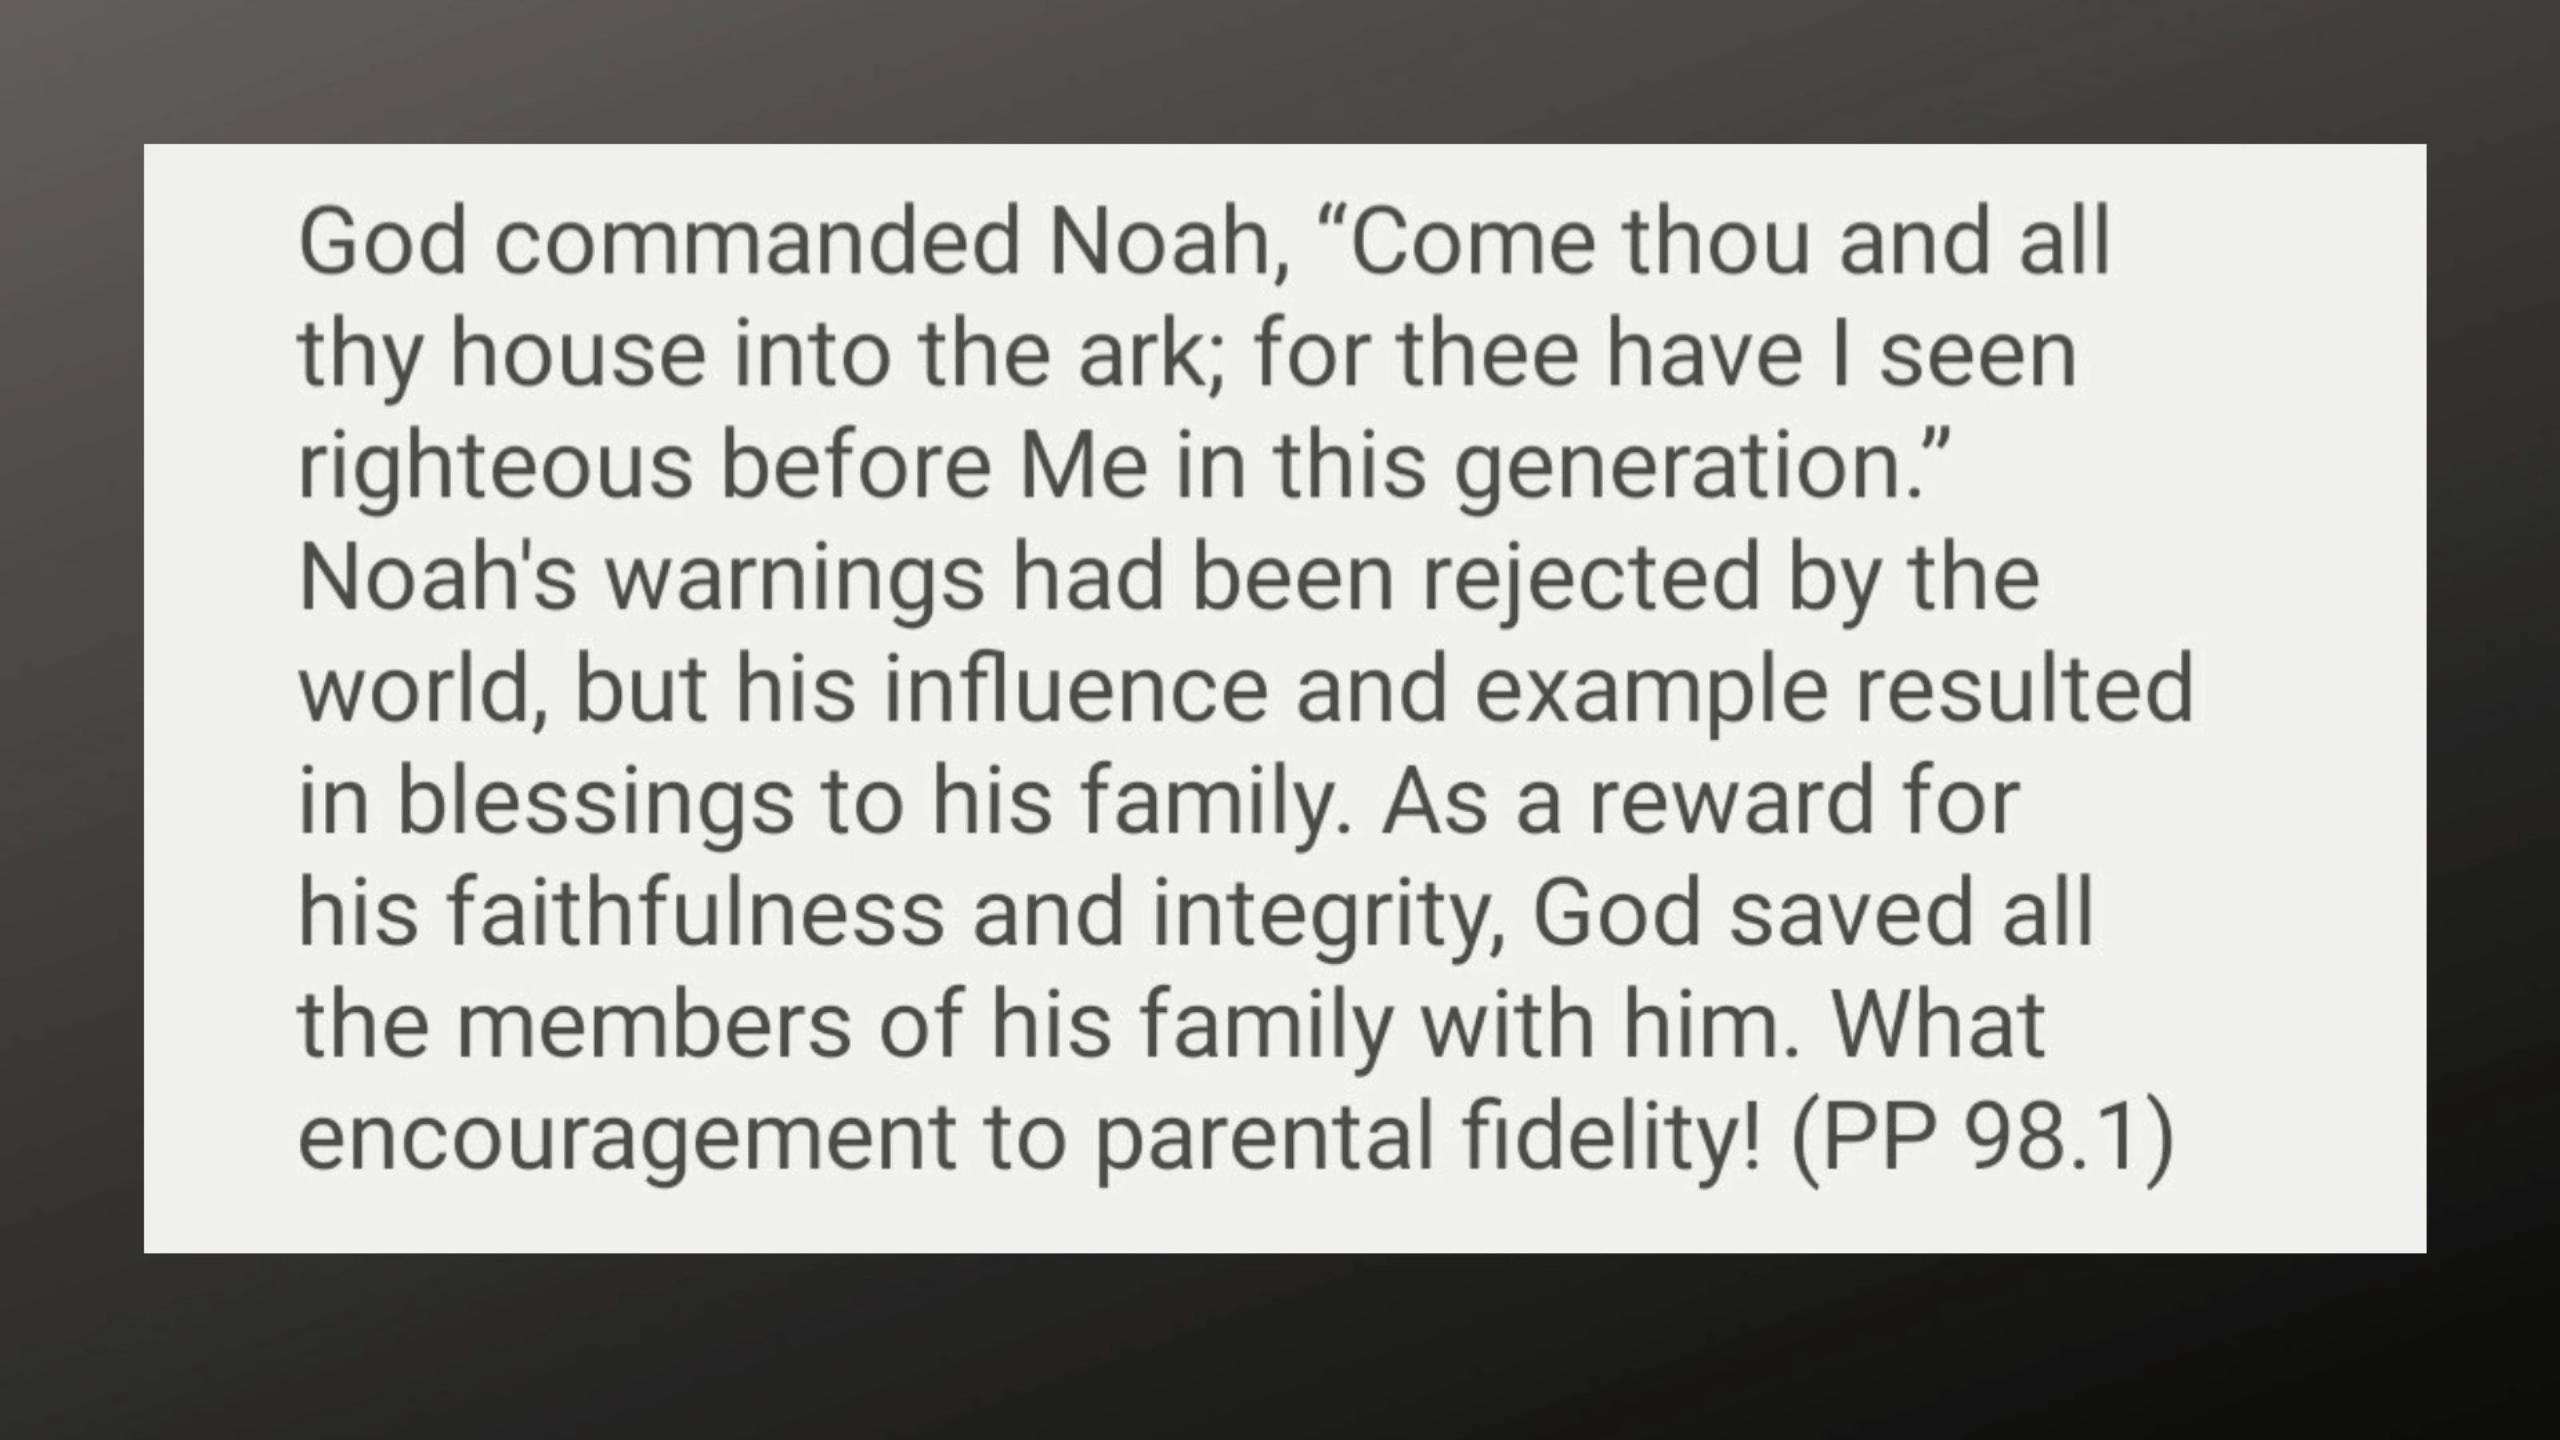 God commanded Noah, “Come thou and all
thy house into the ark; for thee have I seen
righteous before Me in this generation.”
Noah's warnings had been rejected by the
world, but his influence and example resulted
in blessings to his family. As a reward for
his faithfulness and integrity, God saved all
the members of his family with him. What
encouragement to parental fidelity! (PP 98.1)